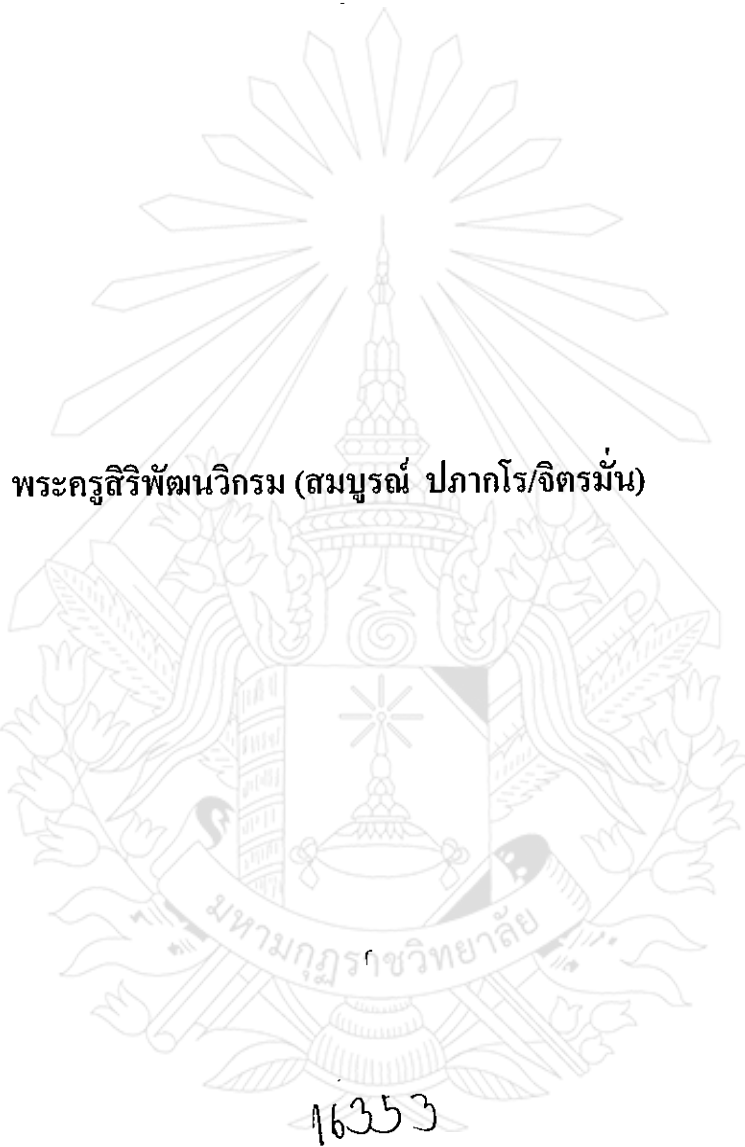 พระครูสิริพัฒนวิกรม (สมบูรณ์ ปภากโร/จิตรมั่น)
มหามกุฏราชวิทยาลัย
16353